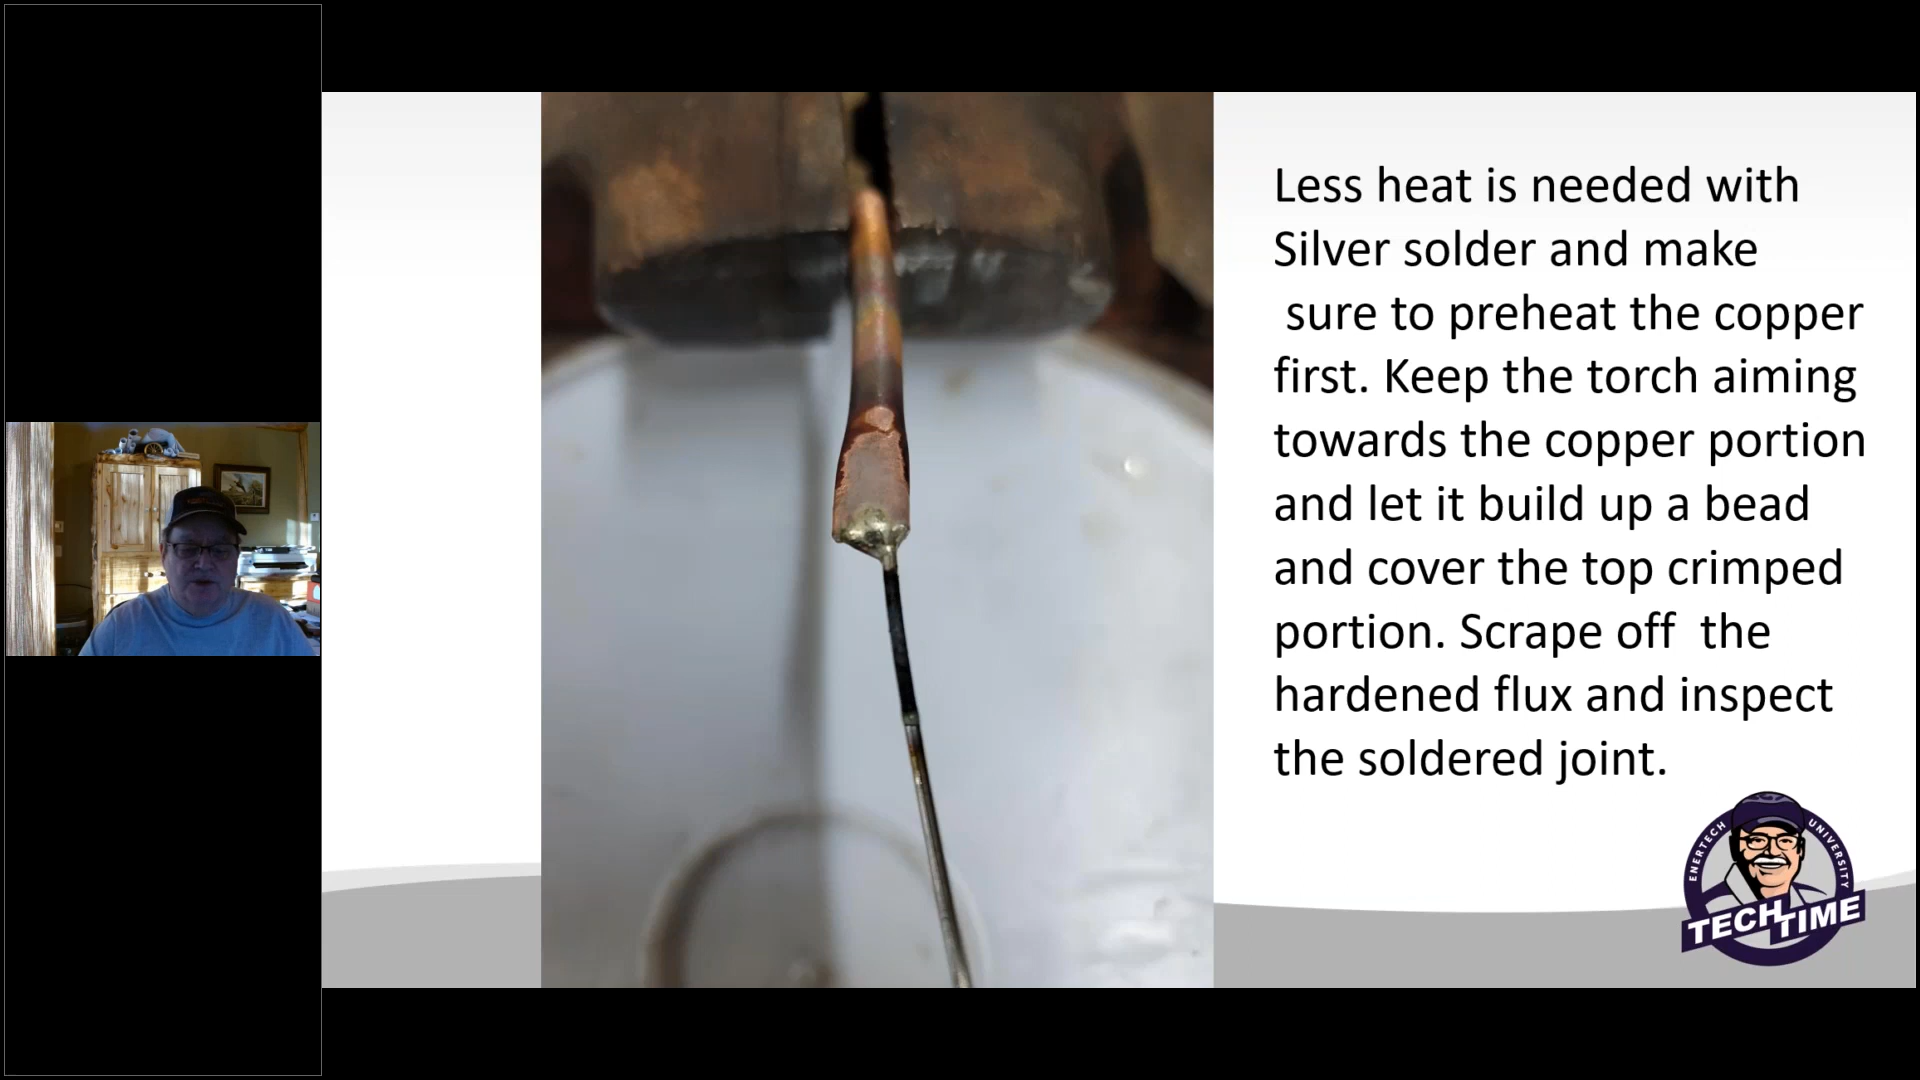 Less heat is needed with
Silver solder and make
sure to preheat the copper
first. Keep the torch aiming
towards the copper portion
and let it build up a bead
and cover the top crimped
portion. Scrape off  the
hardened flux and inspect
the soldered joint.
ENERTECH UNIVERSITY
TECH TIME